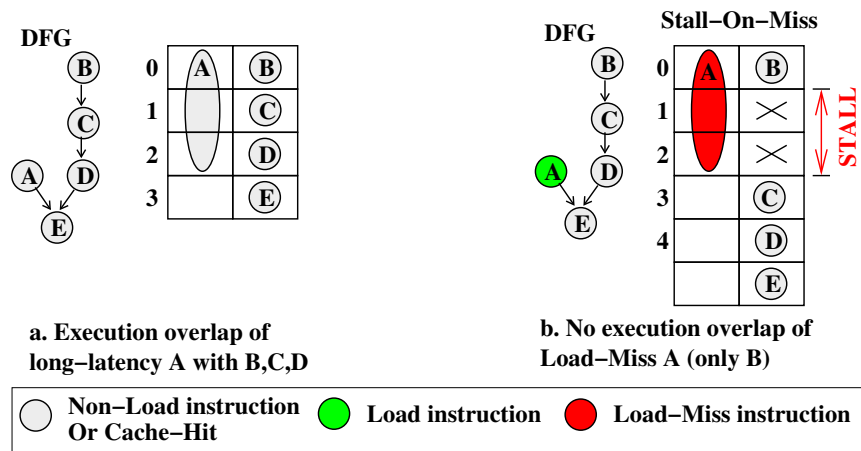 DFG
B
C
A
D
E
0
A
B
1
C
2
D
3
E
a. Execution overlap of
long-latency A with B,C,D
Stall-On-Miss
DFG
B
C
A
D
E
0
A
B
1
2
3
C
4
D
E
STALL
b. No execution overlap of
Load-Miss A (only B)
Non-Load instruction
Or Cache-Hit
Load instruction
Load-Miss instruction